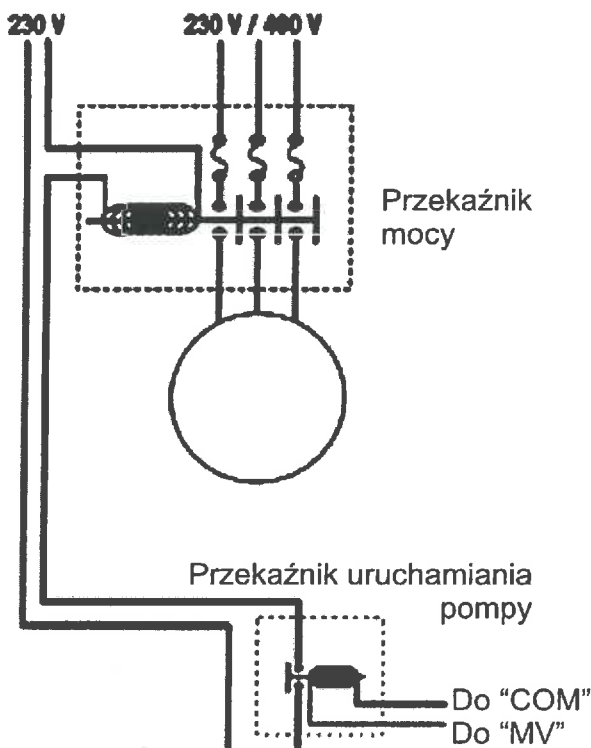 230 V
230 V / 400 V
Przekaźnik
mocy
Przekaźnik uruchamiania
pompy
Do “COM”
Do “MV”